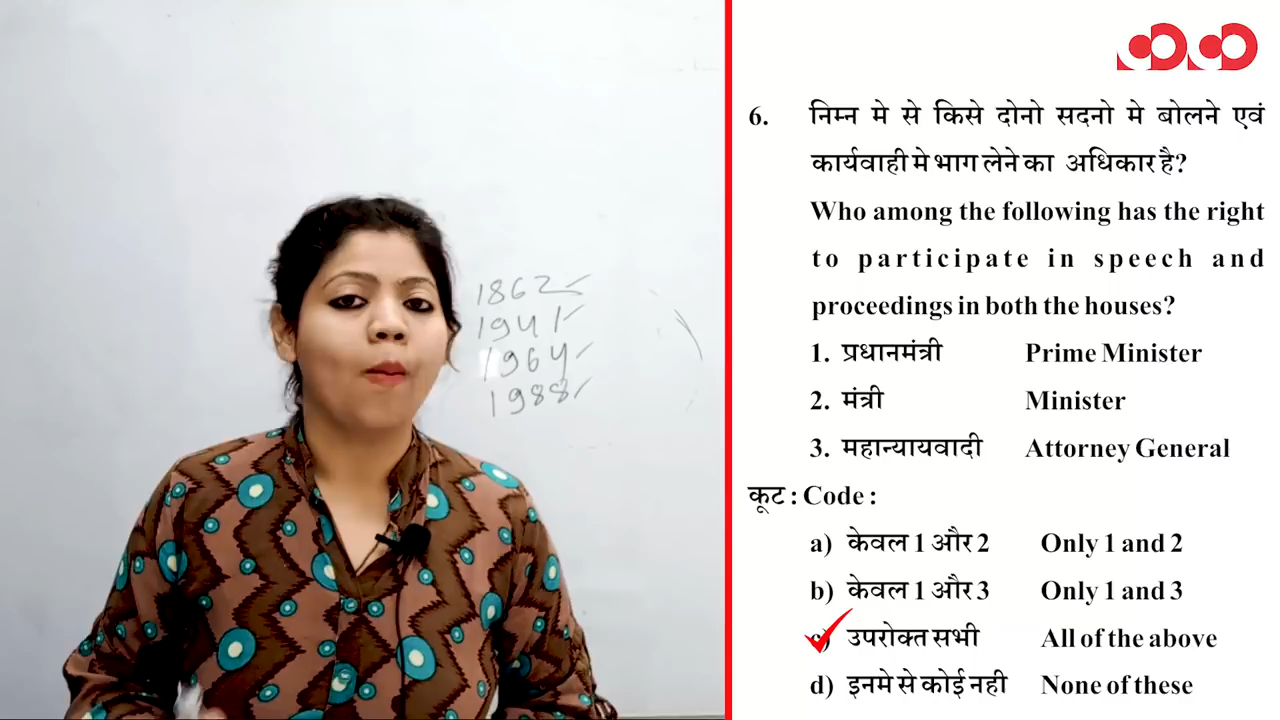 1862
1941
1964
1988
6. निम्न मे से किसे दोनो सदनो मे बोलने एवं
कार्यवाही मे भाग लेने का अधिकार है?
Who among the following has the right
to participate in speech and
proceedings in both the houses?
1. प्रधानमंत्री Prime Minister
2. मंत्री Minister
3. महान्यायवादी Attorney General
कूट : Code :
a) केवल 1 और 2 Only 1 and 2
b) केवल 1 और 3 Only 1 and 3
c) उपरोक्त सभी All of the above
d) इनमे से कोई नही None of these